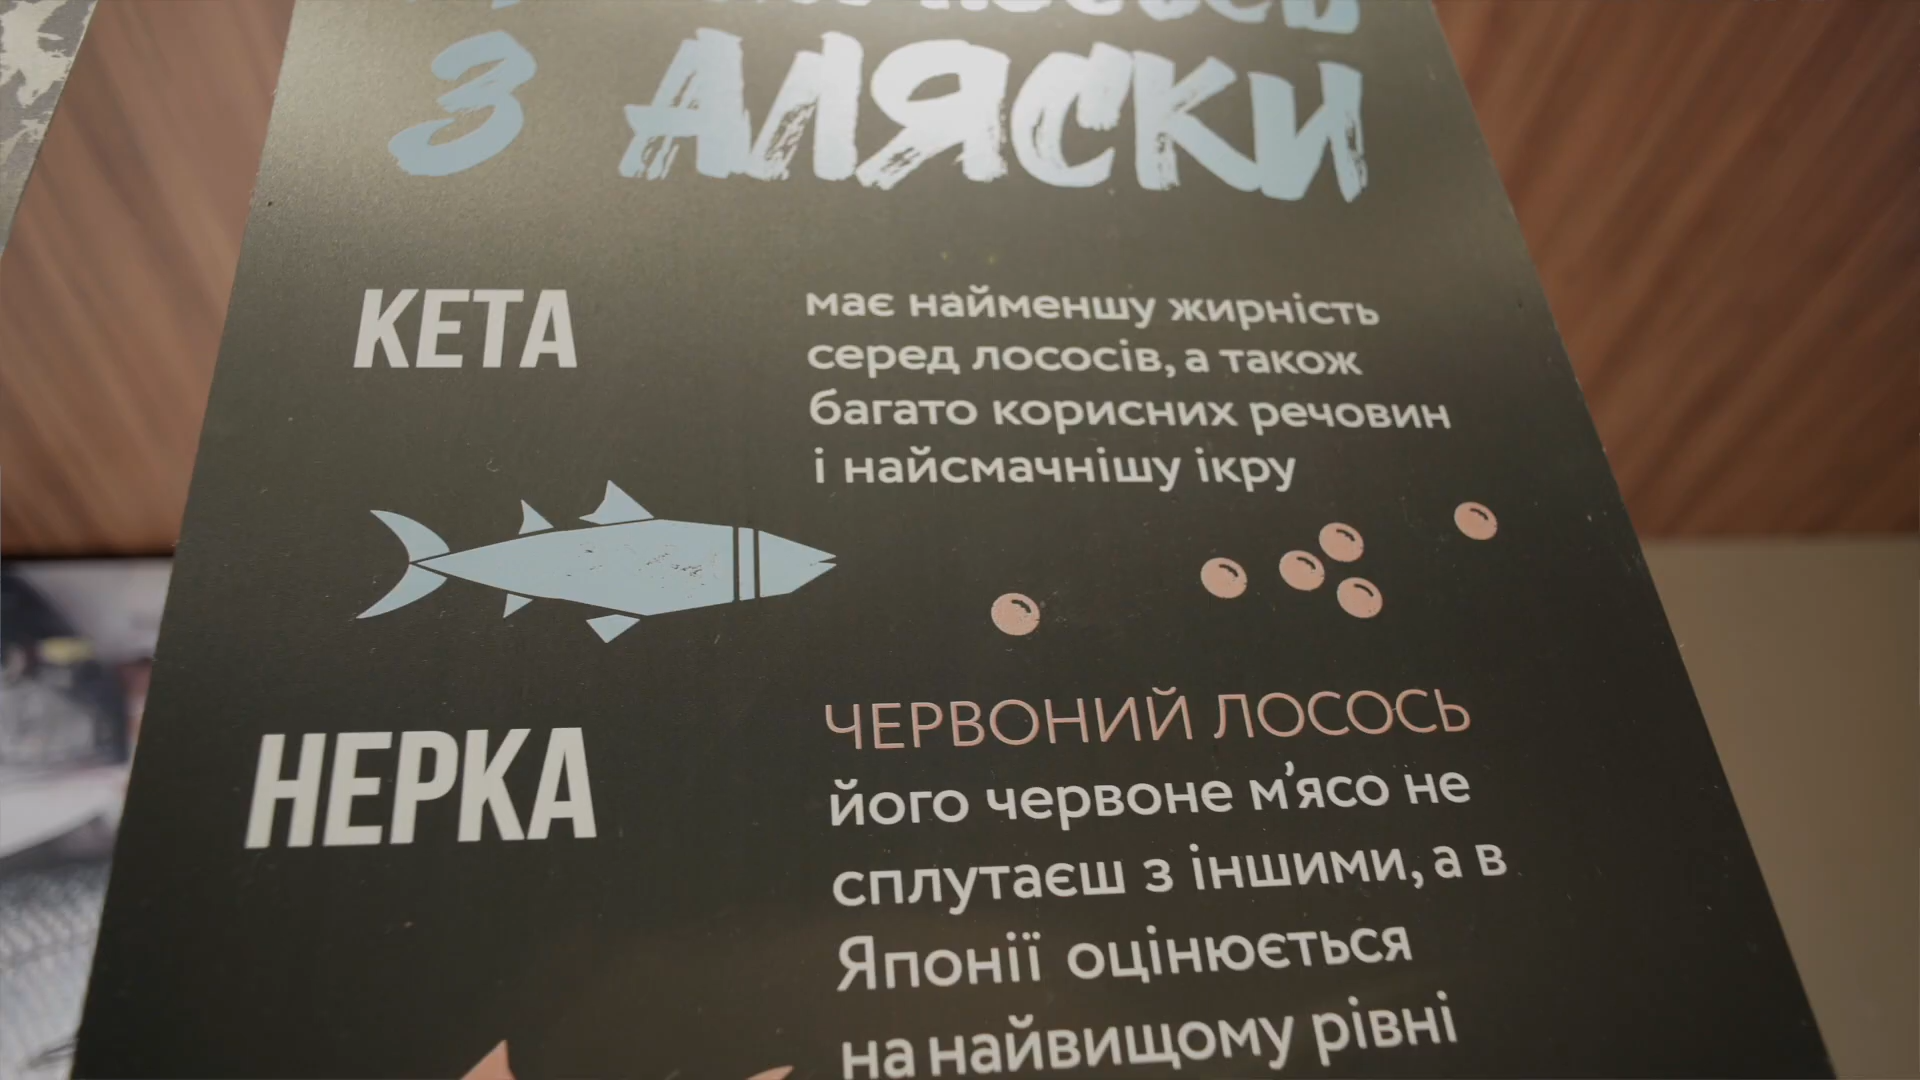 З АЛЯСКИ
КЕТА
має найменшу жирність
серед лососів, а також
багато корисних речовин
і найсмачнішу ікру
НЕРКА
ЧЕРВОНИЙ ЛОСОСЬ
його червоне м'ясо не
сплутаєш з іншими, а в
Японії оцінюється
на найвищому рівні